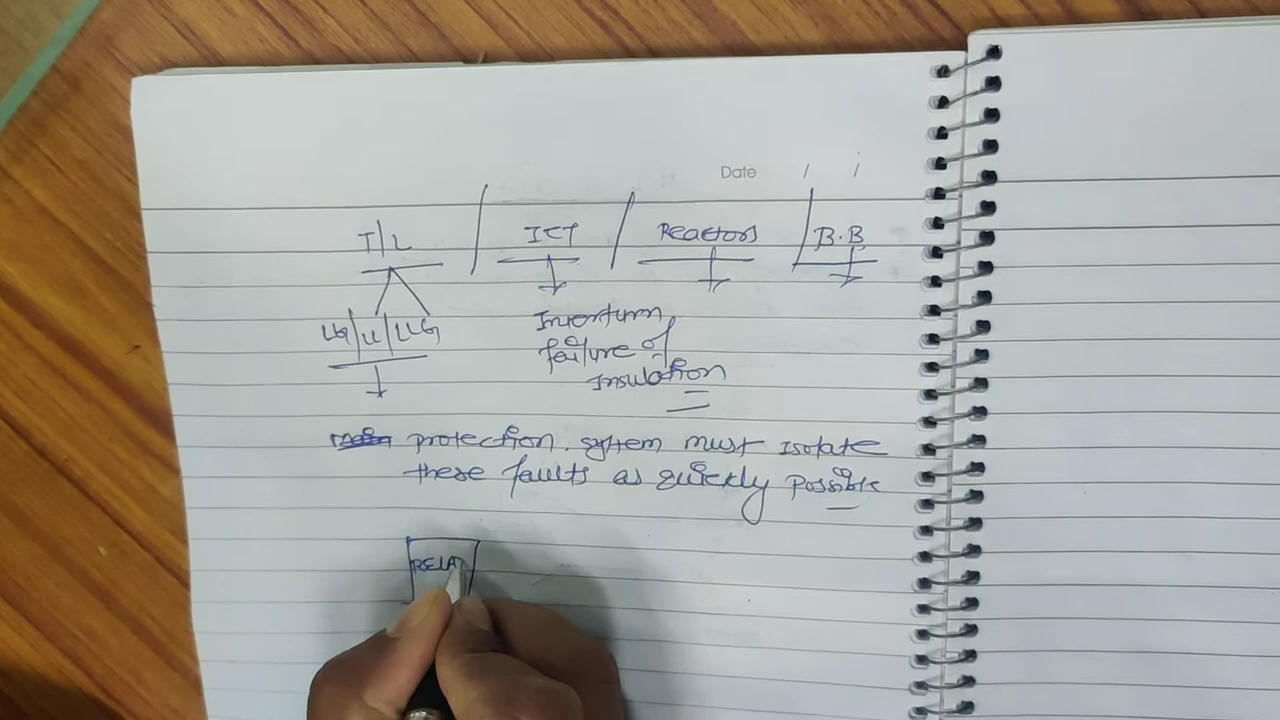 Date / /
T/L / ICT / Reactors / B.B
LG/LL/LLG
Interturn
failure of
Insulation
protection system must isolate
these faults as quickly possible
RELA